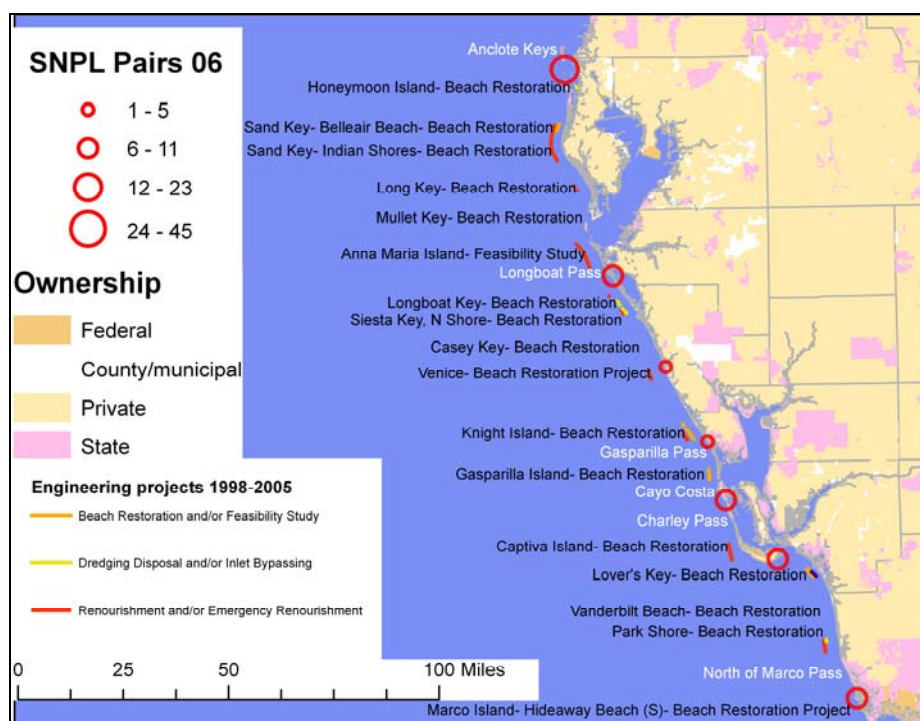 SNPL Pairs 06
1 - 5
6 - 11
12 - 23
24 - 45
Ownership
Federal
County/municipal
Private
State
Engineering projects 1998-2005
Beach Restoration and/or Feasibility Study
Dredging Disposal and/or Inlet Bypassing
Renourishment and/or Emergency Renourishment
0 25 50 100 Miles
Anclote Keys
Honeymoon Island- Beach Restoration
Sand Key- Belleair Beach- Beach Restoration
Sand Key- Indian Shores- Beach Restoration
Long Key- Beach Restoration
Mullet Key- Beach Restoration
Anna Maria Island- Feasibility Study
Longboat Pass
Longboat Key- Beach Restoration
Siesta Key, N Shore- Beach Restoration
Casey Key- Beach Restoration
Venice- Beach Restoration Project
Knight Island- Beach Restoration
Gasparilla Pass
Gasparilla Island- Beach Restoration
Cayo Costa
Charley Pass
Captiva Island- Beach Restoration
Lover's Key- Beach Restoration
Vanderbilt Beach- Beach Restoration
Park Shore- Beach Restoration
North of Marco Pass
Marco Island- Hideaway Beach (S)- Beach Restoration Project